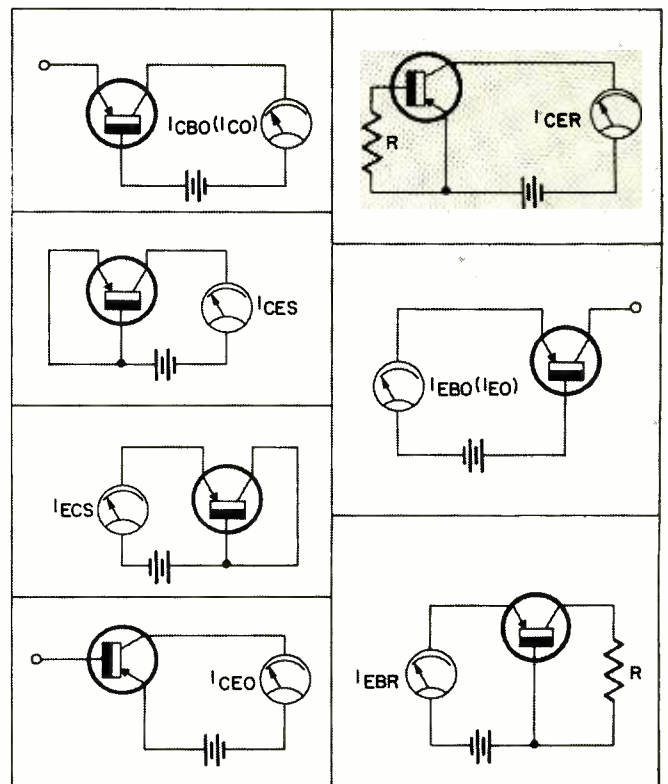 ICBO(ICO)
ICES
IECS
ICEO
R
ICER
IEBO(IEO)
IEBR
R